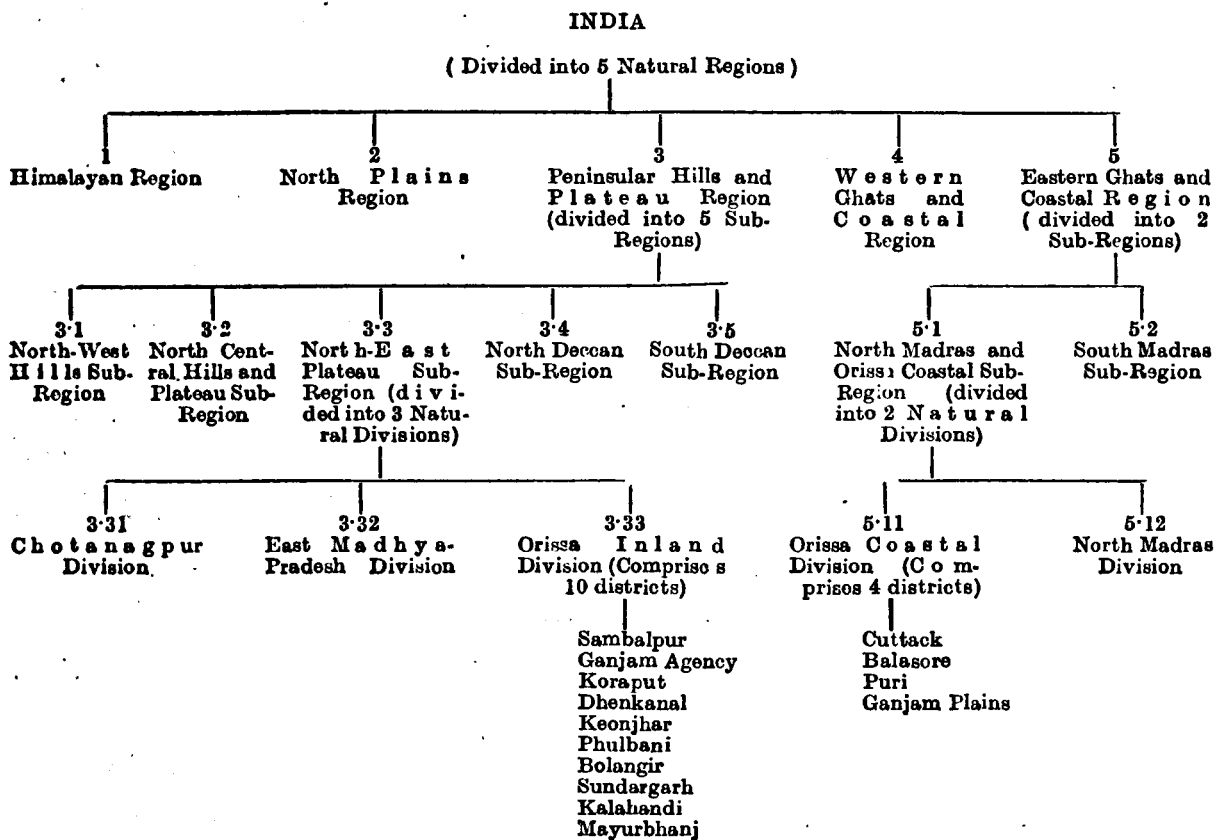 INDIA
( Divided into 5 Natural Regions )
1
Himalayan Region
2
North Plains
Region
3
Peninsular Hills and
Plateau Region
(divided into 5 Sub-
Regions)
4
Western
Ghats and
Coastal
Region
5
Eastern Ghats and
Coastal Region
( divided into 2
Sub-Regions)
3·1
North-West
Hills Sub-
Region
3·2
North Cent-
ral Hills and
Plateau Sub-
Region
3·3
North-East
Plateau Sub-
Region (divi-
ded into 3 Natu-
ral Divisions)
3·4
North Deccan
Sub-Region
3·5
South Deccan
Sub-Region
5·1
North Madras and
Orissa Coastal Sub-
Region (divided
into 2 Natural
Divisions)
5·2
South Madras
Sub-Region
3·31
Chotanagpur
Division
3·32
East Madhya-
Pradesh Division
3·33
Orissa Inland
Division (Comprises
10 districts)
5·11
Orissa Coastal
Division (Com-
prises 4 districts)
5·12
North Madras
Division
Sambalpur
Ganjam Agency
Koraput
Dhenkanal
Keonjhar
Phulbani
Bolangir
Sundargarh
Kalahandi
Mayurbhanj
Cuttack
Balasore
Puri
Ganjam Plains